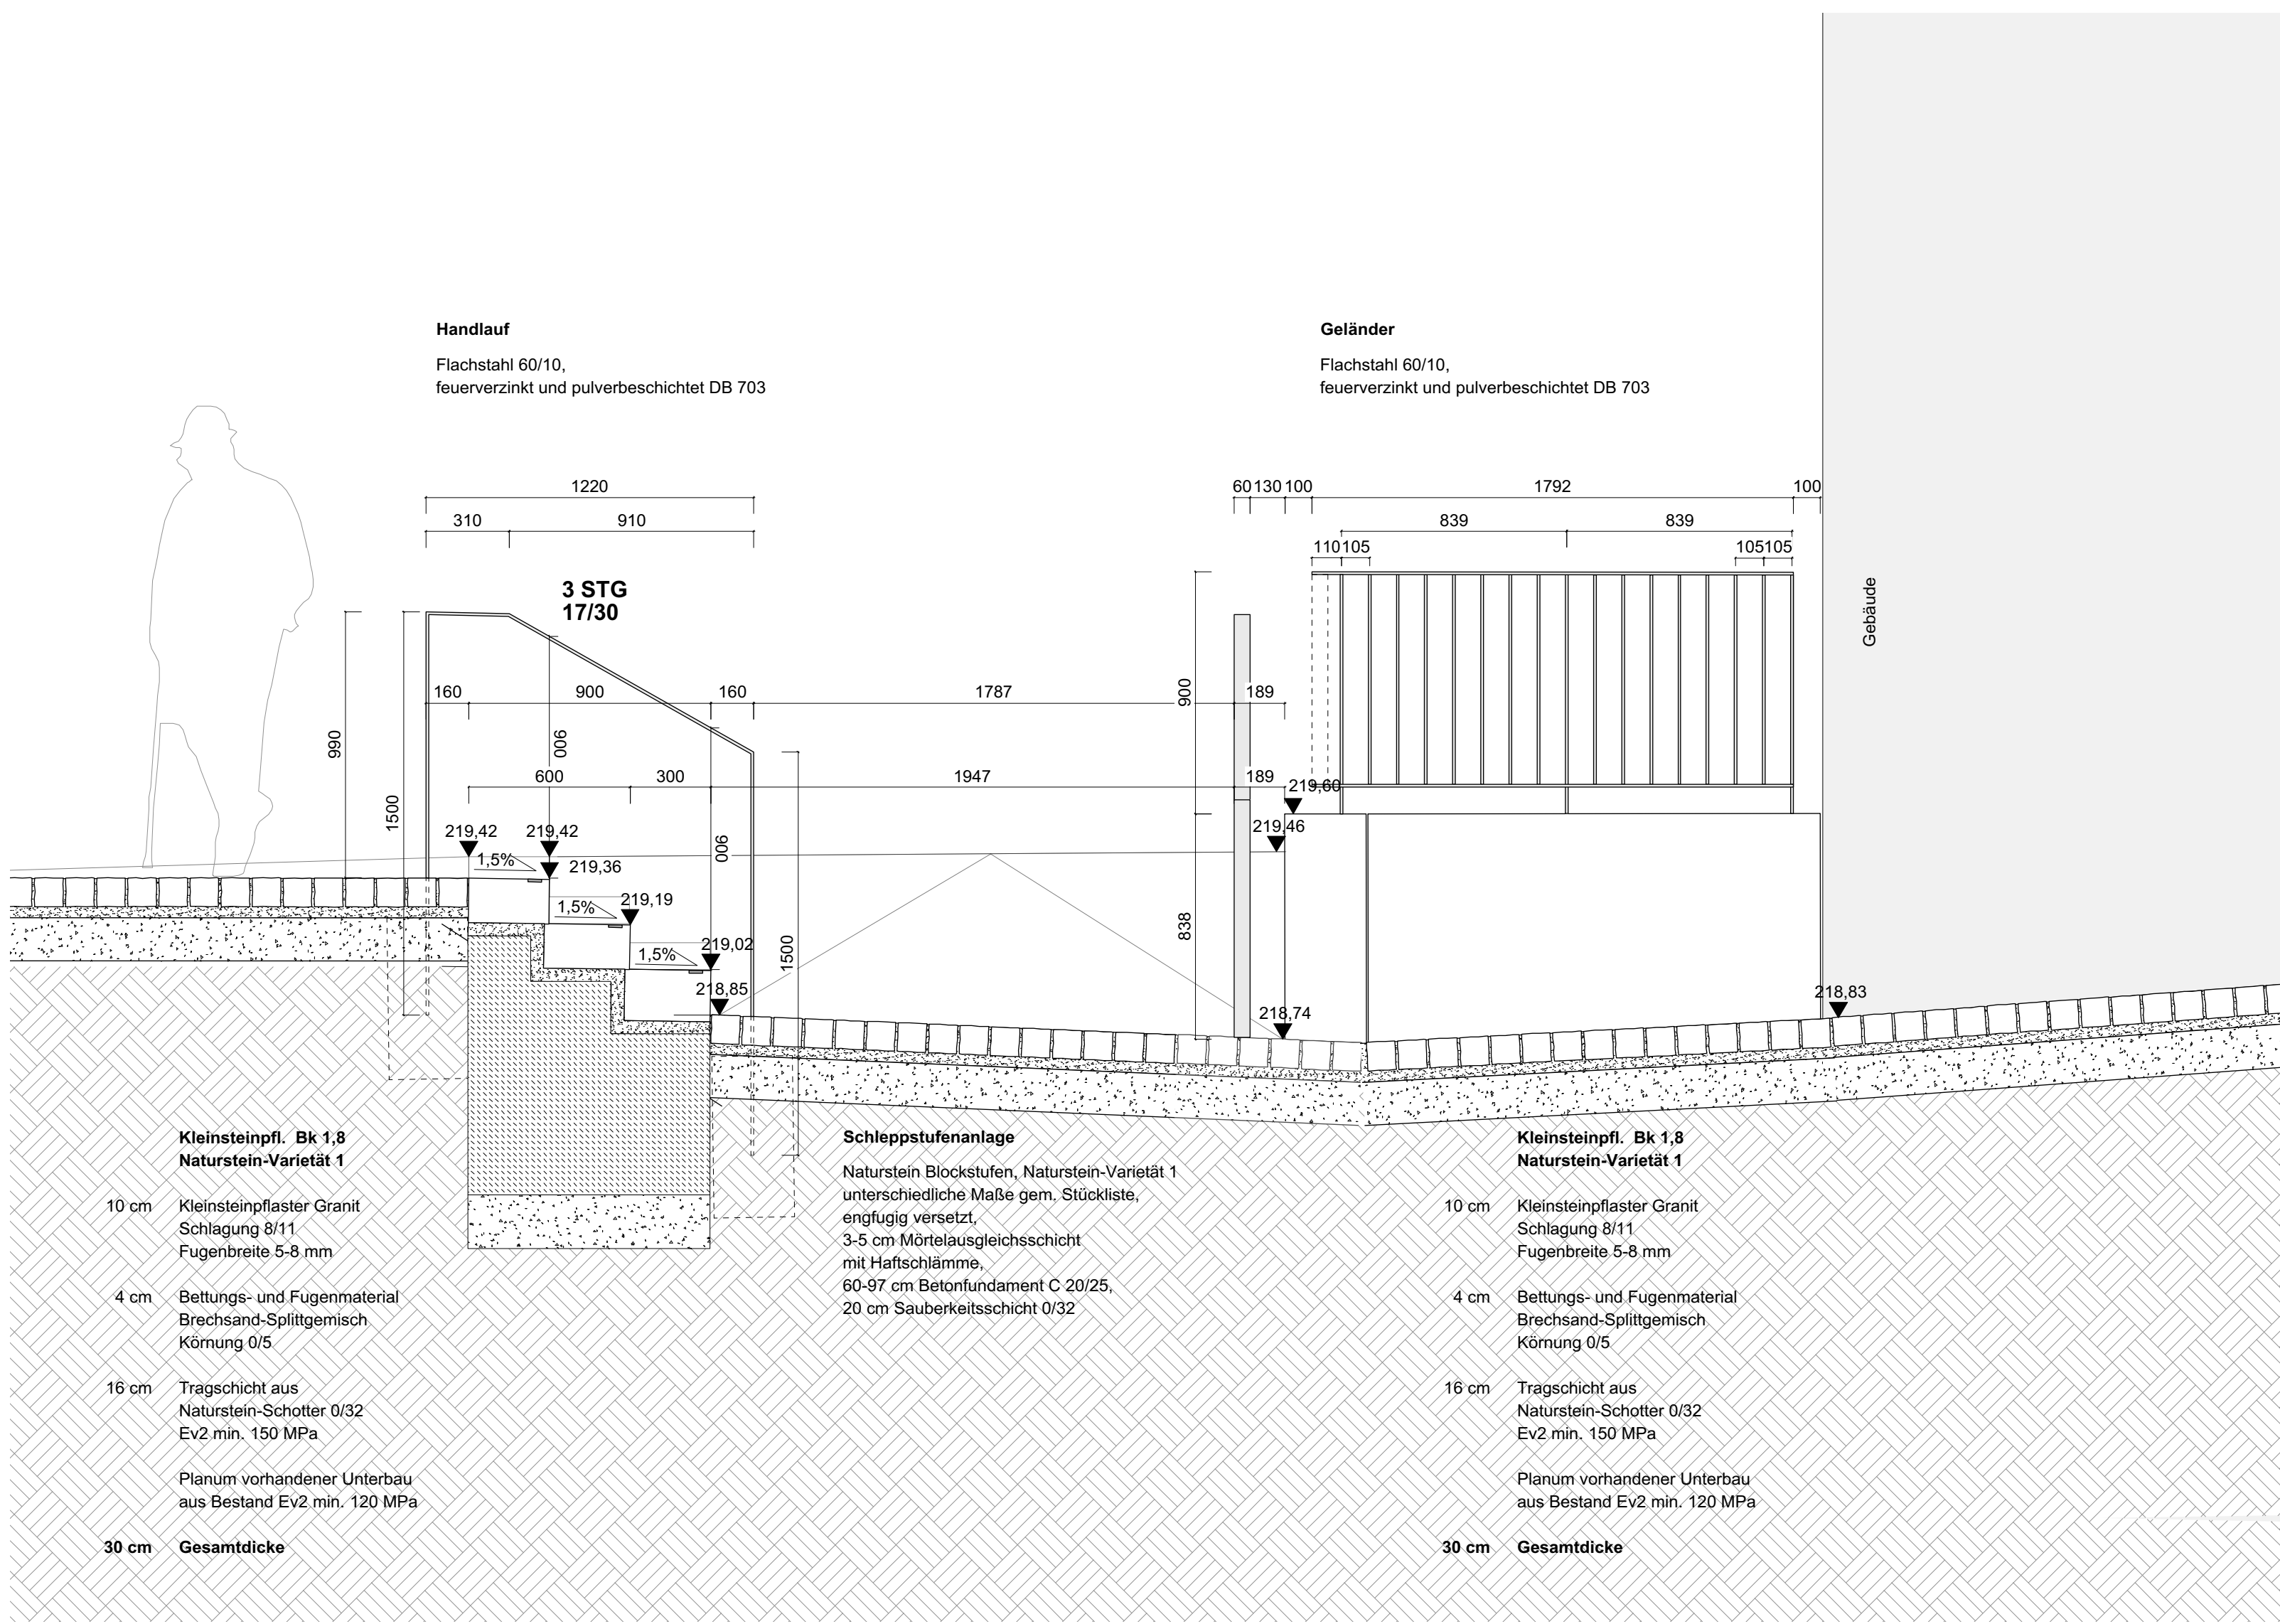 Handlauf
Flachstahl 60/10,
feuerverzinkt und pulverbeschichtet DB 703
Geländer
Flachstahl 60/10,
feuerverzinkt und pulverbeschichtet DB 703
1220
310 910
60 130 100 1792 100
839 839
110 105 105 105
3 STG
17/30
Gebäude
160 900 160 1787 189
990
1500
900
900
600 300 1947 189
219,60
219,42 219,42
219,46
1,5% 219,36
900
1,5% 219,19
838
219,02
1,5%
1500
218,85
218,74
218,83
Kleinsteinpfl. Bk 1,8
Naturstein-Varietät 1
10 cm Kleinsteinpflaster Granit
Schlagung 8/11
Fugenbreite 5-8 mm
4 cm Bettungs- und Fugenmaterial
Brechsand-Splittgemisch
Körnung 0/5
16 cm Tragschicht aus
Naturstein-Schotter 0/32
Ev2 min. 150 MPa
Planum vorhandener Unterbau
aus Bestand Ev2 min. 120 MPa
30 cm Gesamtdicke
Schleppstufenanlage
Naturstein Blockstufen, Naturstein-Varietät 1
unterschiedliche Maße gem. Stückliste,
engfugig versetzt,
3-5 cm Mörtelausgleichsschicht
mit Haftschlämme,
60-97 cm Betonfundament C 20/25,
20 cm Sauberkeitsschicht 0/32
Kleinsteinpfl. Bk 1,8
Naturstein-Varietät 1
10 cm Kleinsteinpflaster Granit
Schlagung 8/11
Fugenbreite 5-8 mm
4 cm Bettungs- und Fugenmaterial
Brechsand-Splittgemisch
Körnung 0/5
16 cm Tragschicht aus
Naturstein-Schotter 0/32
Ev2 min. 150 MPa
Planum vorhandener Unterbau
aus Bestand Ev2 min. 120 MPa
30 cm Gesamtdicke